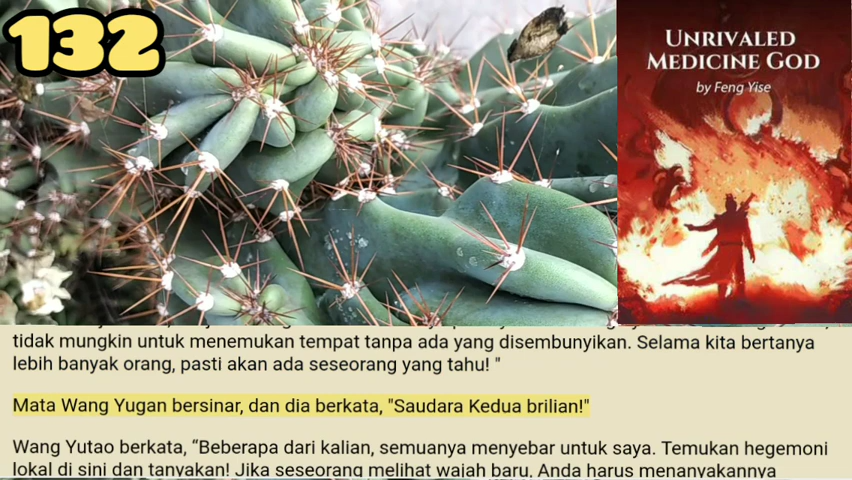 132
UNRIVALED
MEDICINE GOD
by Feng Yise
tidak mungkin untuk menemukan tempat tanpa ada yang disembunyikan. Selama kita bertanya
lebih banyak orang, pasti akan ada seseorang yang tahu! "
Mata Wang Yugan bersinar, dan dia berkata, "Saudara Kedua brilian!"
Wang Yutao berkata, “Beberapa dari kalian, semuanya menyebar untuk saya. Temukan hegemoni
lokal di sini dan tanyakan! Jika seseorang melihat wajah baru, Anda harus menanyakannya